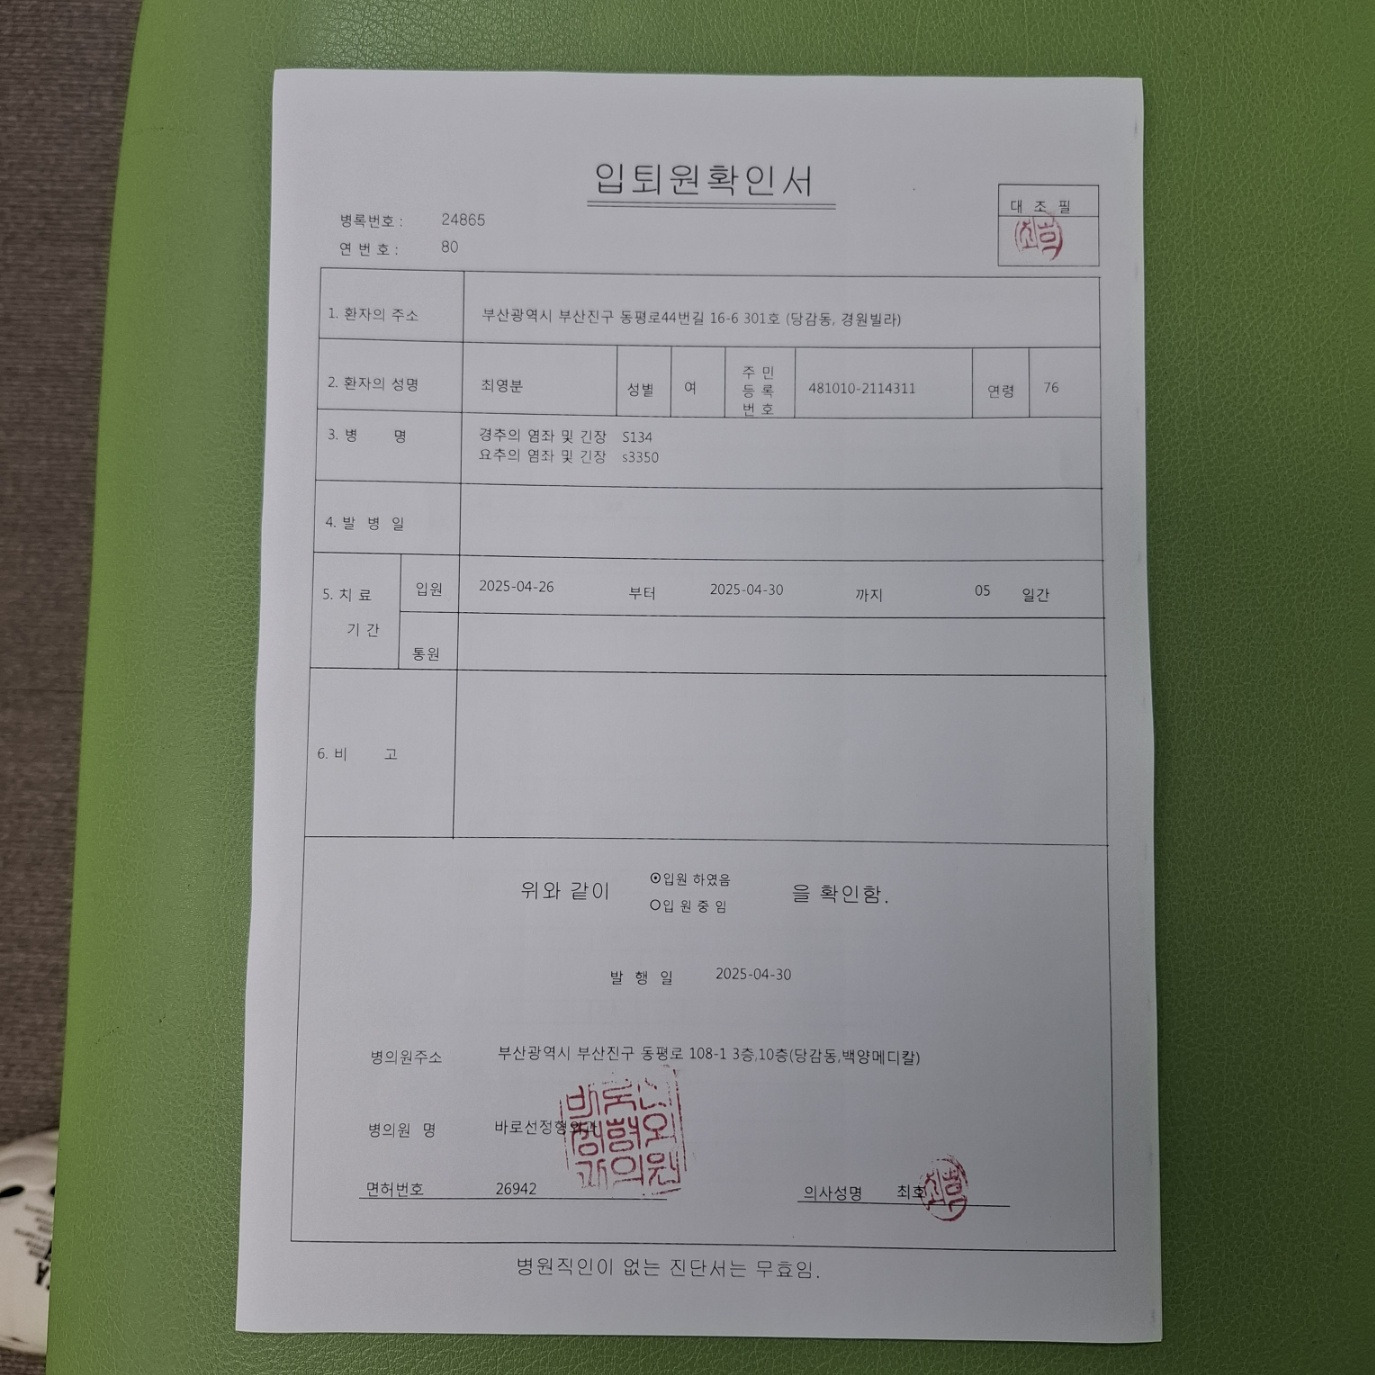 입퇴원확인서
대 조 필
병록번호 : 24865
연 번 호 : 80
1. 환자의 주소 부산광역시 부산진구 동평로44번길 16-6 301호 (당감동, 경원빌라)
2. 환자의 성명 최영분 성별 여 주 민 등 록 번 호 481010-2114311 연령 76
3. 병 명 경추의 염좌 및 긴장 S134
요추의 염좌 및 긴장 s3350
4. 발 병 일
5. 치 료 기 간 입원 2025-04-26 부터 2025-04-30 까지 05 일간
통원
6. 비 고
위와 같이 ⊙입원 하였음 을 확인함.
○입 원 중 임
발 행 일 2025-04-30
병의원주소 부산광역시 부산진구 동평로 108-1 3층,10층(당감동,백양메디칼)
병의원 명 바로선정형
면허번호 26942 의사성명 최호
병원직인이 없는 진단서는 무효임.